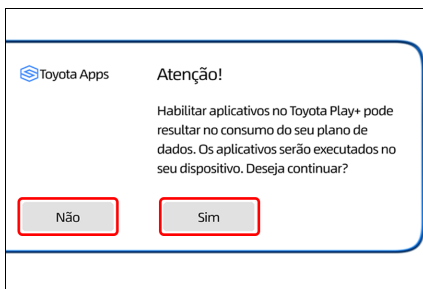 Toyota Apps
Atenção!
Habilitar aplicativos no Toyota Play+ pode
resultar no consumo do seu plano de
dados. Os aplicativos serão executados no
seu dispositivo. Deseja continuar?
Não
Sim